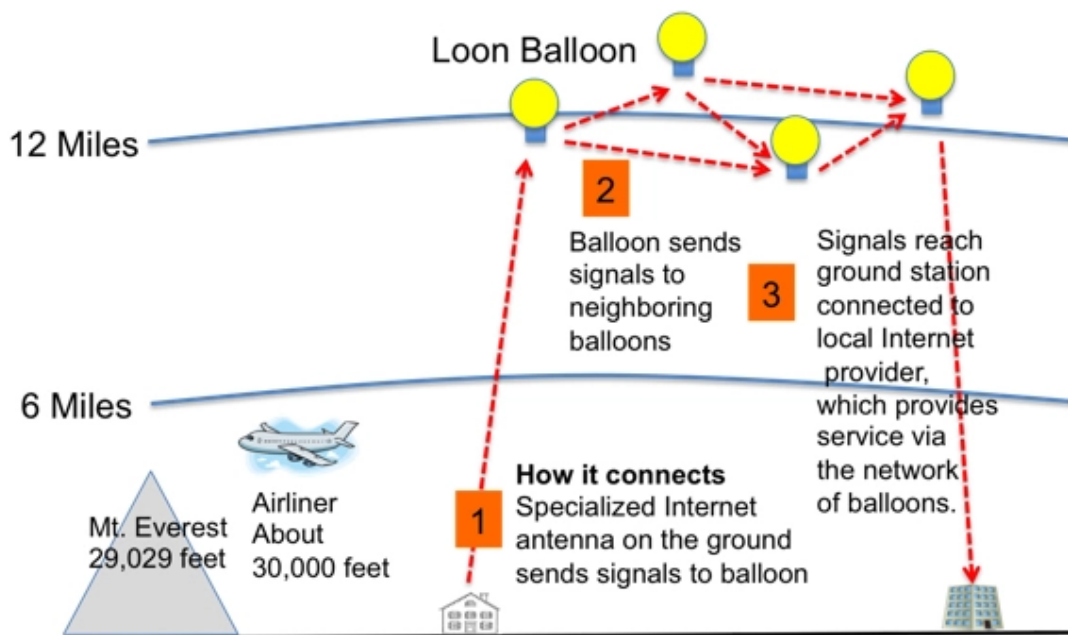 Loon Balloon
12 Miles
2
Balloon sends
signals to
neighboring
balloons
3
Signals reach
ground station
connected to
local Internet
provider,
which provides
service via
the network
of balloons.
6 Miles
Mt. Everest
29,029 feet
Airliner
About
30,000 feet
1
How it connects
Specialized Internet
antenna on the ground
sends signals to balloon